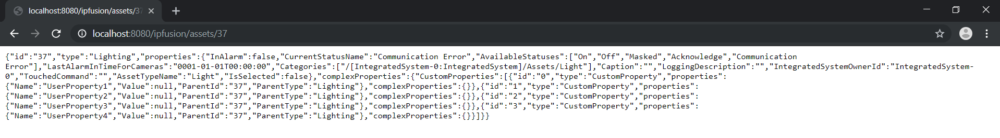 localhost:8080/ipfusion/assets/37
localhost:8080/ipfusion/assets/37
{"id":"37","type":"Lighting","properties":{"InAlarm":false,"CurrentStatusName":"Communication Error","AvailableStatuses":["On","Off","Masked","Acknowledge","Communication
Error"],"LastAlarmInTimeForCameras":"0001-01-01T00:00:00","Categories":["/[IntegratedSystem-0:IntegratedSystem]/Assets/Light"],"Caption":"","LoggingDescription":"","IntegratedSystemOwnerId":"IntegratedSystem-
0","TouchedCommand":"","AssetTypeName":"Light","IsSelected":false},"complexProperties":{"CustomProperties":[{"id":"0","type":"CustomProperty","properties":
{"Name":"UserProperty1","Value":null,"ParentId":"37","ParentType":"Lighting"},"complexProperties":{}},{"id":"1","type":"CustomProperty","properties":
{"Name":"UserProperty2","Value":null,"ParentId":"37","ParentType":"Lighting"},"complexProperties":{}},{"id":"2","type":"CustomProperty","properties":
{"Name":"UserProperty3","Value":null,"ParentId":"37","ParentType":"Lighting"},"complexProperties":{}},{"id":"3","type":"CustomProperty","properties":
{"Name":"UserProperty4","Value":null,"ParentId":"37","ParentType":"Lighting"},"complexProperties":{}}]}}